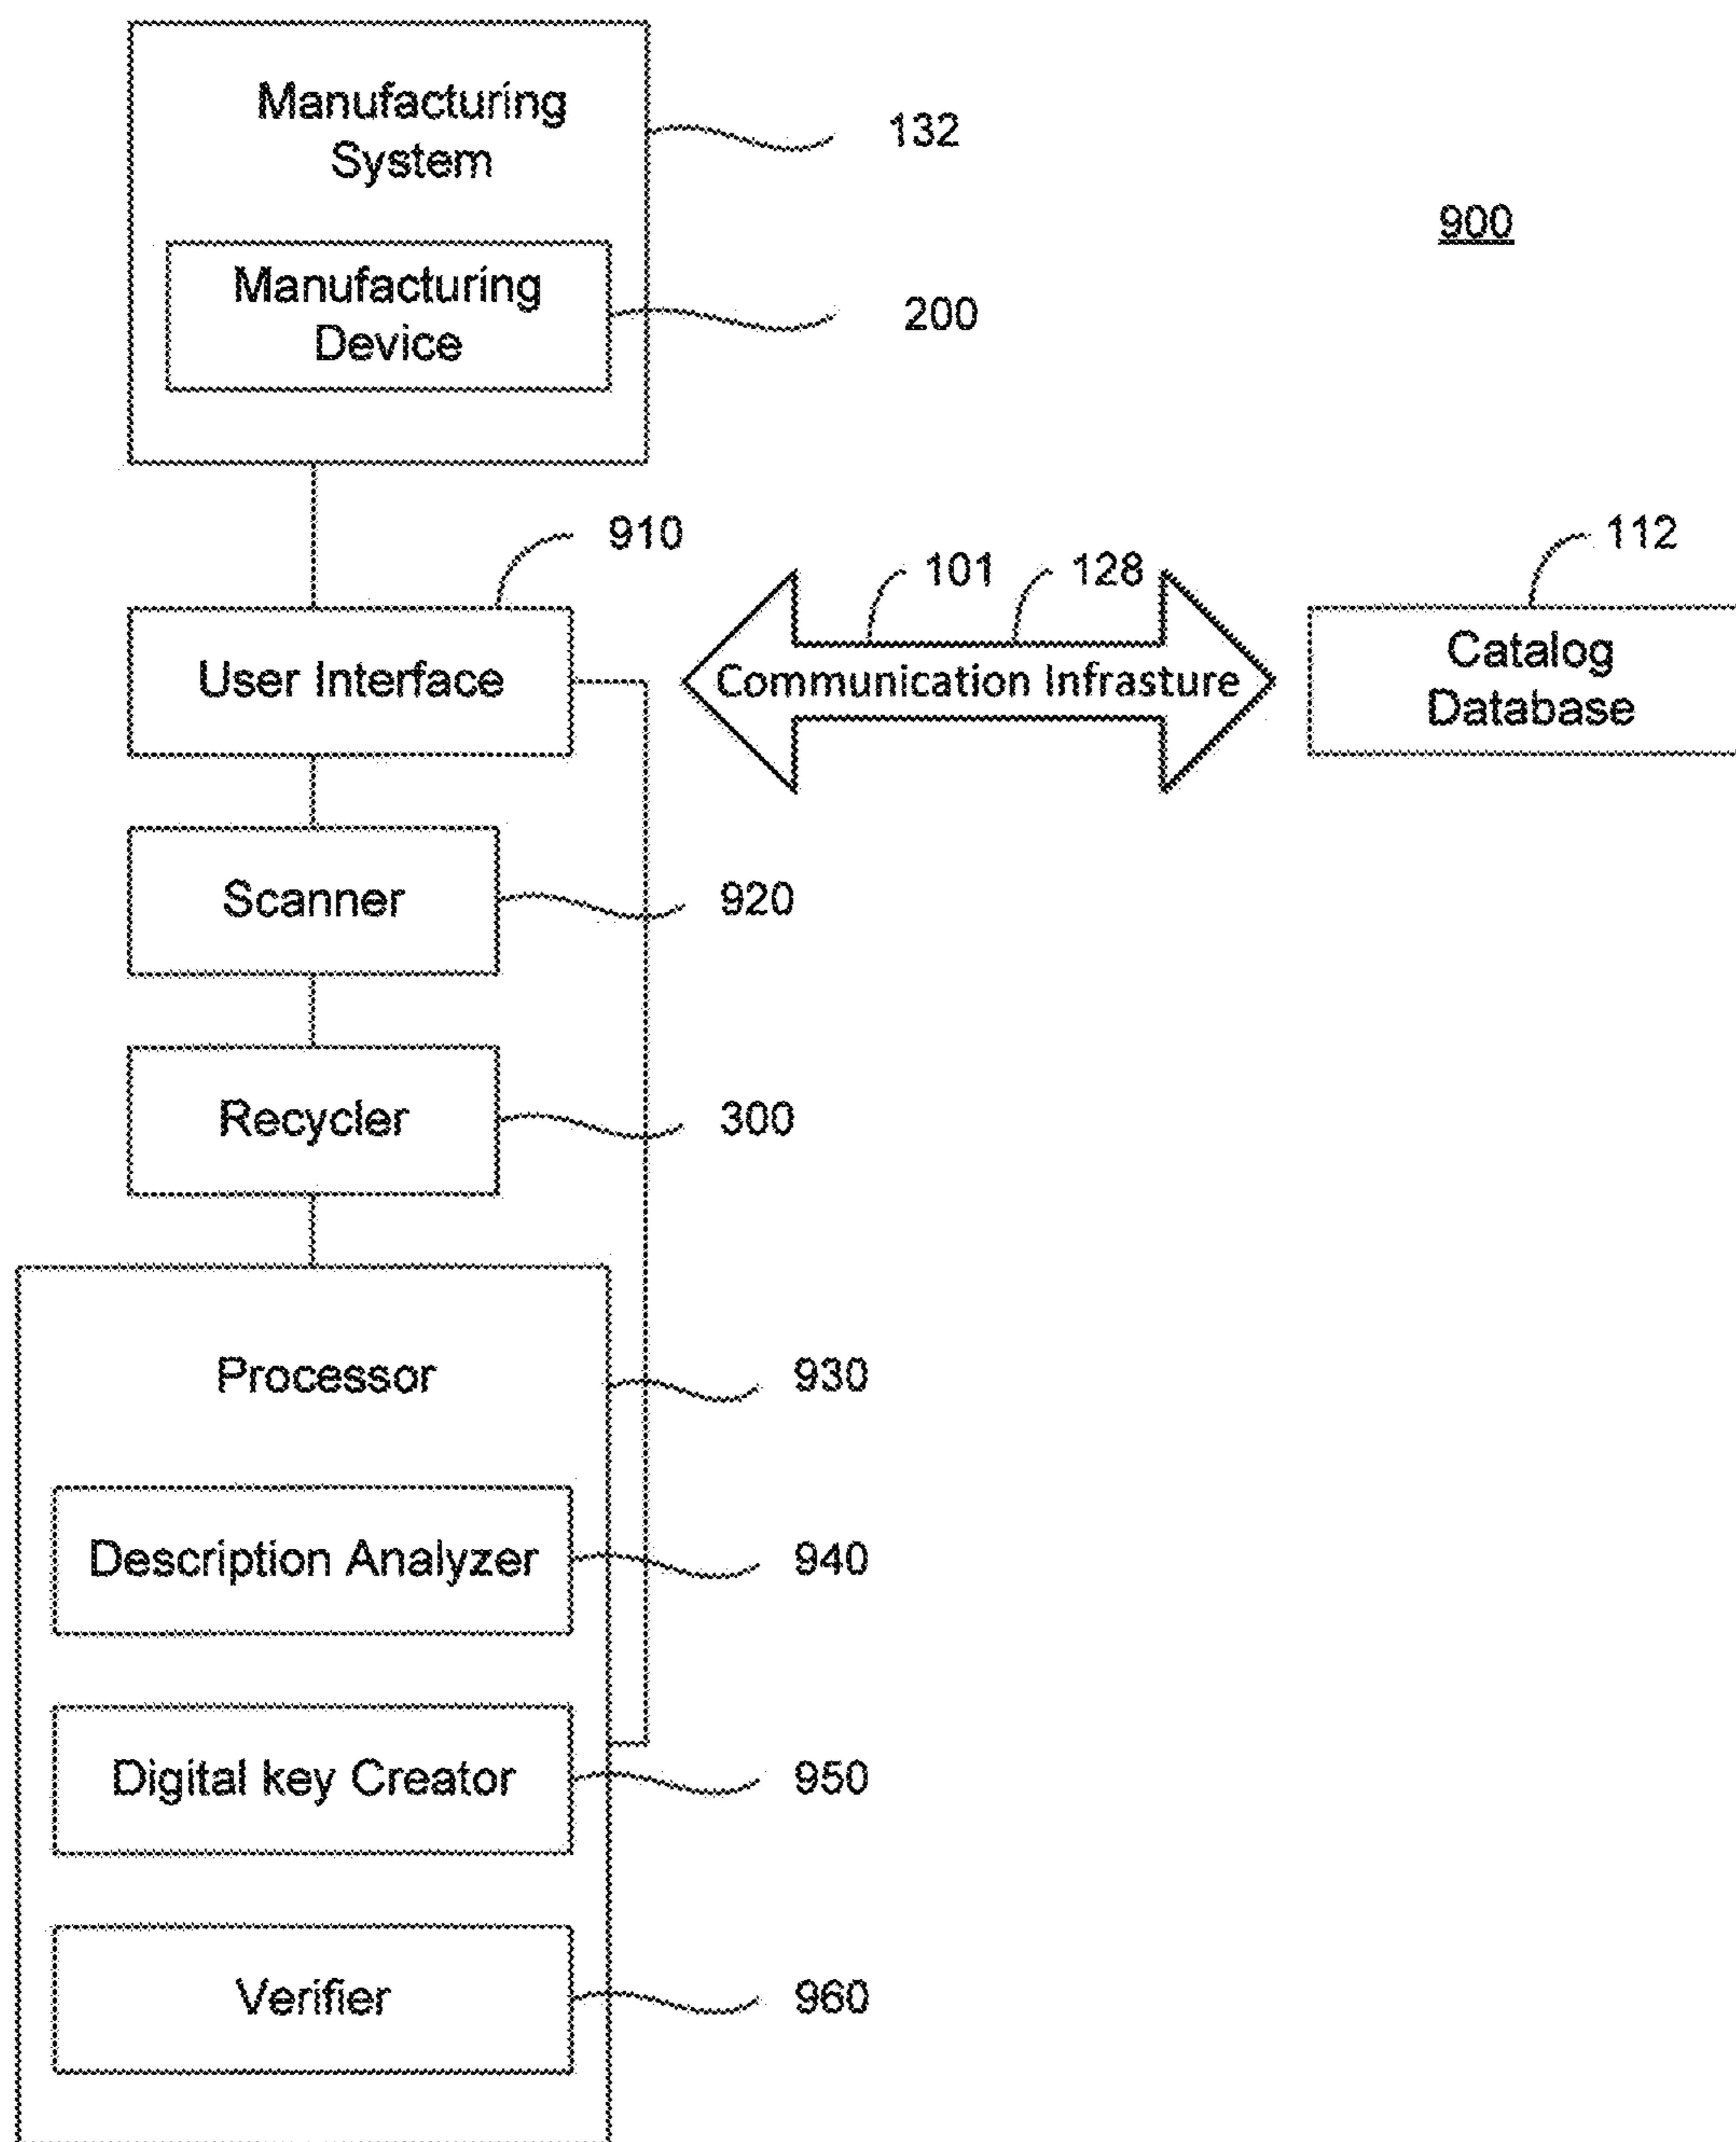 Manufacturing
System
132
900
Manufacturing
Device
200
910
101
128
112
User Interface
Communication Infrasture
Catalog
Database
Scanner
920
Recycler
300
Processor
930
Description Analyzer
940
Digital key Creator
950
Verifier
960